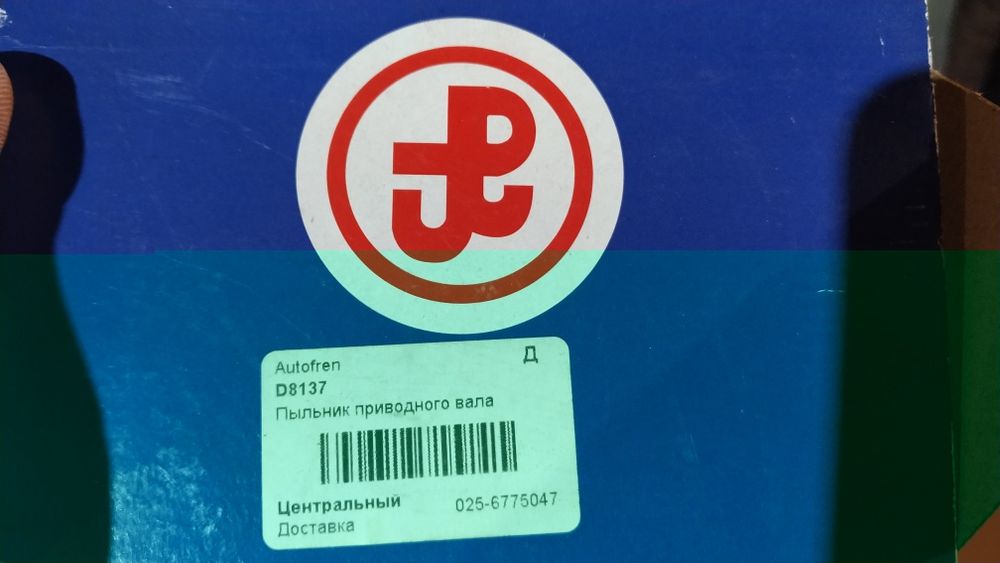 Autofren
Д
D8137
Пыльник приводного вала
Центральный
025-6775047
Доставка